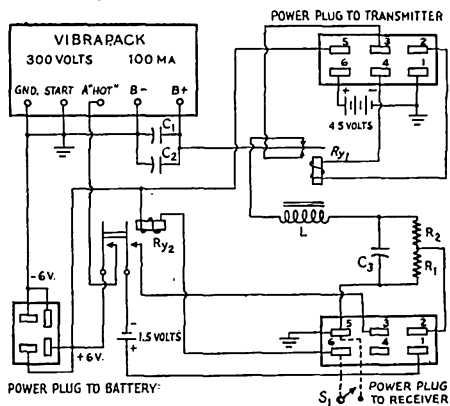 POWER PLUG TO TRANSMITTER
VIBRAPACK
300 VOLTS 100 MA
GND. START A"HOT" B- B+
5 3 2
6 4 1
+ -
4.5 VOLTS
C1
C2
Ry1
L
Ry2
C3
R2
R1
-6V.
+6V.
-
1.5 VOLTS
+
5 3 2
6 4 1
S1
POWER PLUG TO BATTERY:
POWER PLUG
TO RECEIVER